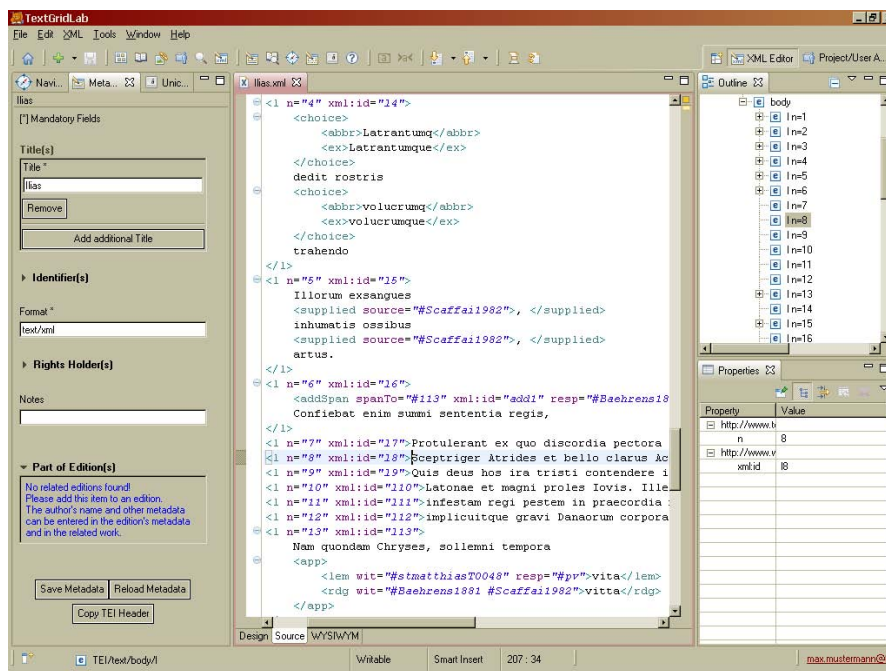 TextGridLab
File Edit XML Tools Window Help
XML Editor Project/User A...
Navi... Meta... Unic...
Ilias
[*] Mandatory Fields
Title(s)
Title *
Ilias
Remove
Add additional Title
Identifier(s)
Format *
text/xml
Rights Holder(s)
Notes
Part of Edition(s)
No related editions found!
Please add this item to an edition.
The author's name and other metadata
can be entered in the edition's metadata
and in the related work.
Save Metadata Reload Metadata
Copy TEI Header
Ilias.xml
<l n="4" xml:id="l4">
<choice>
<abbr>Latrantumq</abbr>
<ex>Latrantumque</ex>
</choice>
dedit rostris
<choice>
<abbr>volucrumq</abbr>
<ex>volucrumque</ex>
</choice>
trahendo
</l>
<l n="5" xml:id="l5">
Illorum exsangues
<supplied source="#Scaffai1982">, </supplied>
inhumatis ossibus
<supplied source="#Scaffai1982">, </supplied>
artus.
</l>
<l n="6" xml:id="l6">
<addSpan spanTo="#113" xml:id="add1" resp="#Baehrens18
Confiebat enim summi sententia regis,
</l>
<l n="7" xml:id="l7">Protulerant ex quo discordia pectora
<l n="8" xml:id="l8">Sceptriger Atrides et bello clarus Ac
<l n="9" xml:id="l9">Quis deus hos ira tristi contendere i
<l n="10" xml:id="l10">Latonae et magni proles Iovis. Ille
<l n="11" xml:id="l11">infestam regi pestem in praecordia
<l n="12" xml:id="l12">implicuitque gravi Danaorum corpora
<l n="13" xml:id="l13">
Nam quondam Chryses, sollemni tempora
<app>
<lem wit="#stmatthiasT0048" resp="#pv">vita</lem>
<rdg wit="#Baehrens1881 #Scaffai1982">vitta</rdg>
</app>
Design Source WYSIWYM
Outline
body
l n=1
l n=2
l n=3
l n=4
l n=5
l n=6
l n=7
l n=8
l n=9
l n=10
l n=11
l n=12
l n=13
l n=14
l n=15
l n=16
Properties
Property Value
http://www.t
n 8
http://www.v
xml:id l8
TEI/text/body/l Writable Smart Insert 207 : 34 max.mustermann@